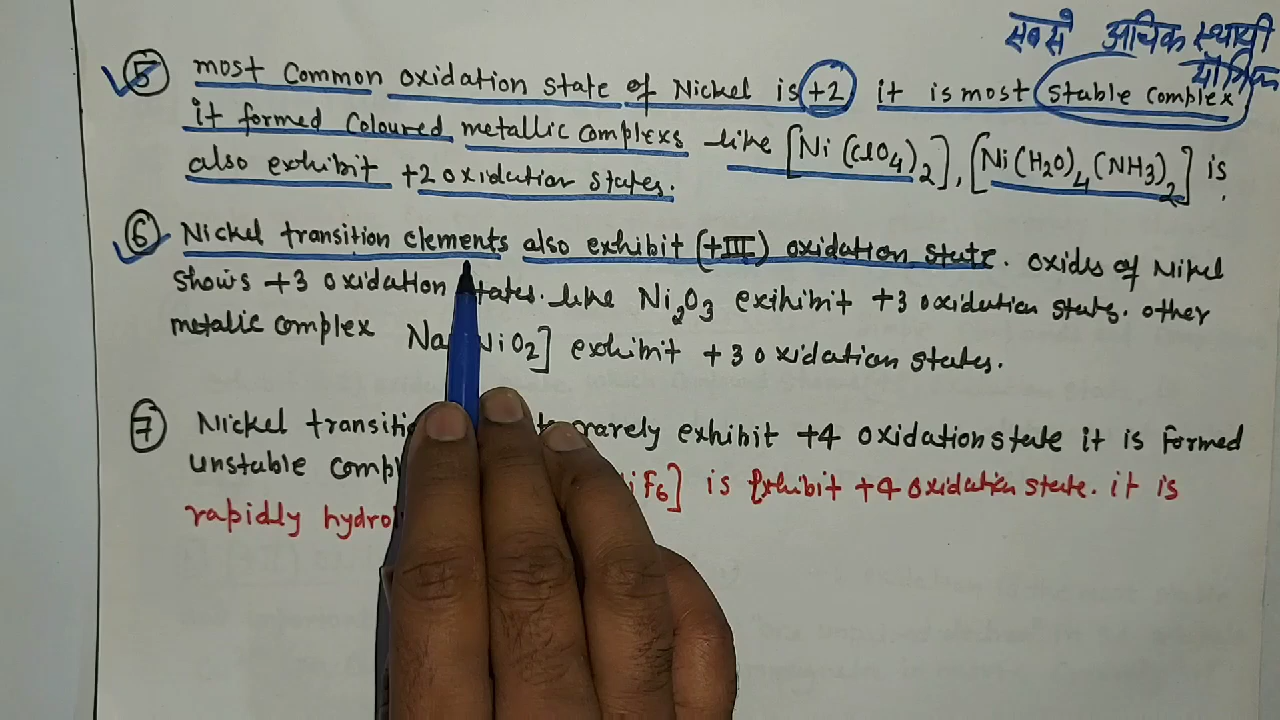 सबसे अधिक स्थायी
यौगिक
⑤ most Common oxidation state of Nickel is +2 it is most stable complex
it formed Coloured metallic complexs like [Ni(ClO4)2], [Ni(H2O)4(NH3)2] is
also exhibit +2 oxidation states.
⑥ Nickel transition elements also exhibit (+III) oxidation state. oxides of Nikel
shows +3 oxidation states. like Ni2O3 exihibit +3 oxidation stats. other
metalic complex Na NiO2] exhibit +3 oxidation states.
⑦ Nickel transiti rarely exhibit +4 oxidation state it is formed
unstable compl F6] is Exhibit +4 oxidation state. it is
rapidly hydro